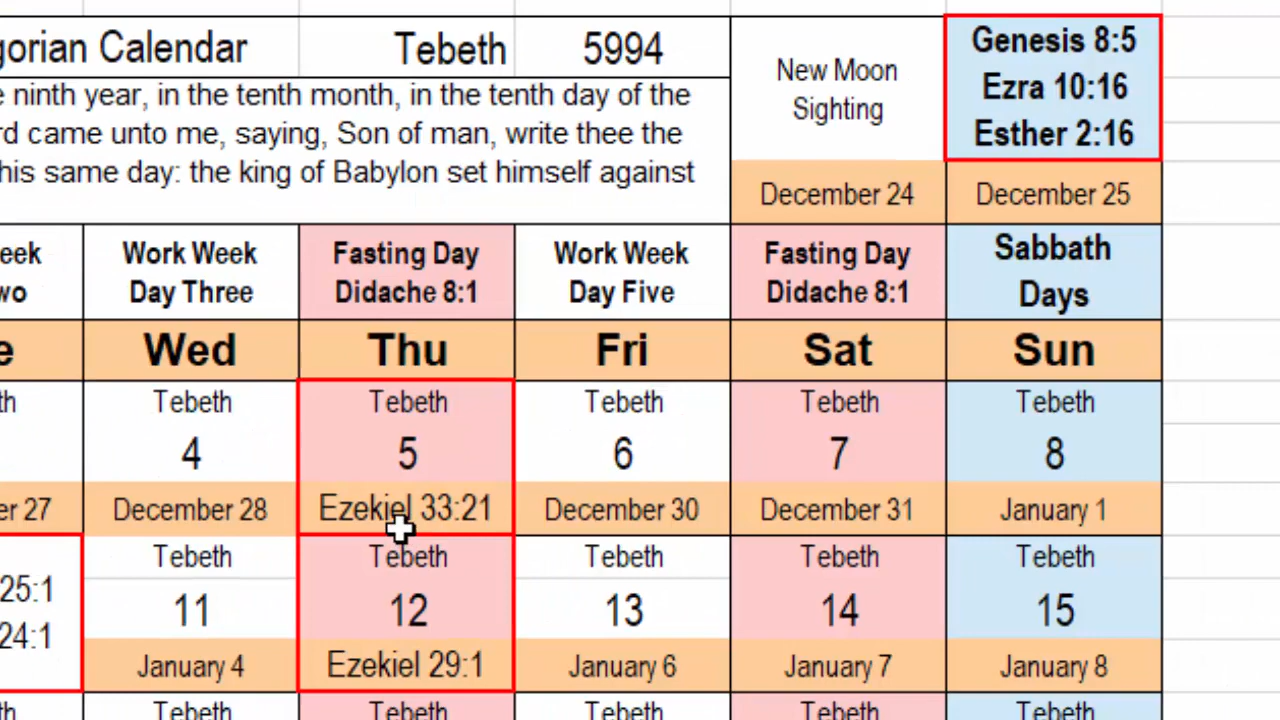 gorian Calendar Tebeth 5994
New Moon
Sighting
Genesis 8:5
Ezra 10:16
Esther 2:16
e ninth year, in the tenth month, in the tenth day of the
rd came unto me, saying, Son of man, write thee the
his same day: the king of Babylon set himself against
December 24 December 25
eek
wo
Work Week
Day Three
Fasting Day
Didache 8:1
Work Week
Day Five
Fasting Day
Didache 8:1
Sabbath
Days
e Wed Thu Fri Sat Sun
th Tebeth Tebeth Tebeth Tebeth Tebeth
4 5 6 7 8
er 27 December 28 Ezekiel 33:21 December 30 December 31 January 1
25:1
24:1
Tebeth Tebeth Tebeth Tebeth Tebeth
11 12 13 14 15
January 4 Ezekiel 29:1 January 6 January 7 January 8
th Tebeth Tebeth Tebeth Tebeth Tebeth